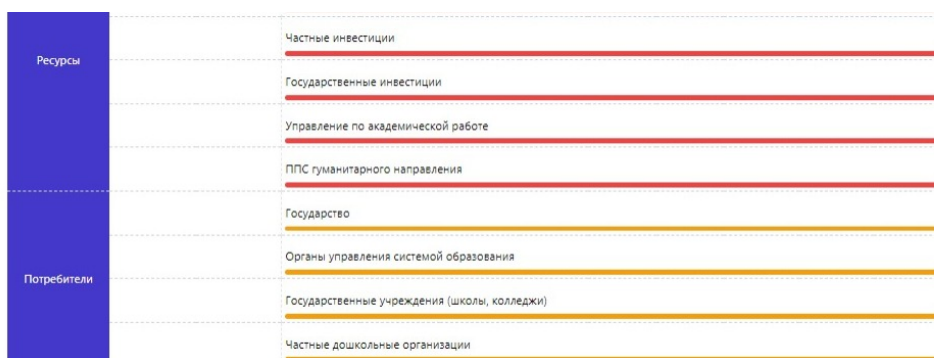 Ресурсы
Частные инвестиции
Государственные инвестиции
Управление по академической работе
ППС гуманитарного направления
Потребители
Государство
Органы управления системой образования
Государственные учреждения (школы, колледжи)
Частные дошкольные организации